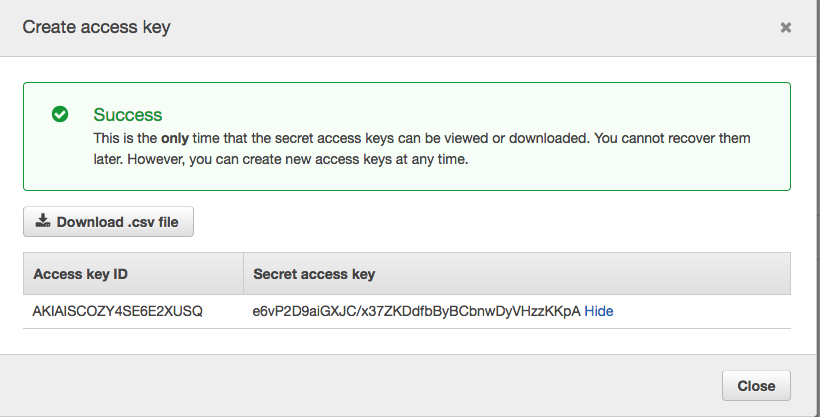 Create access key
Success
This is the only time that the secret access keys can be viewed or downloaded. You cannot recover them
later. However, you can create new access keys at any time.
Download .csv file
Access key ID Secret access key
AKIAISCOZY4SE6E2XUSQ e6vP2D9aiGXJC/x37ZKDdfbByBCbnwDyVHzzKKpA Hide
Close